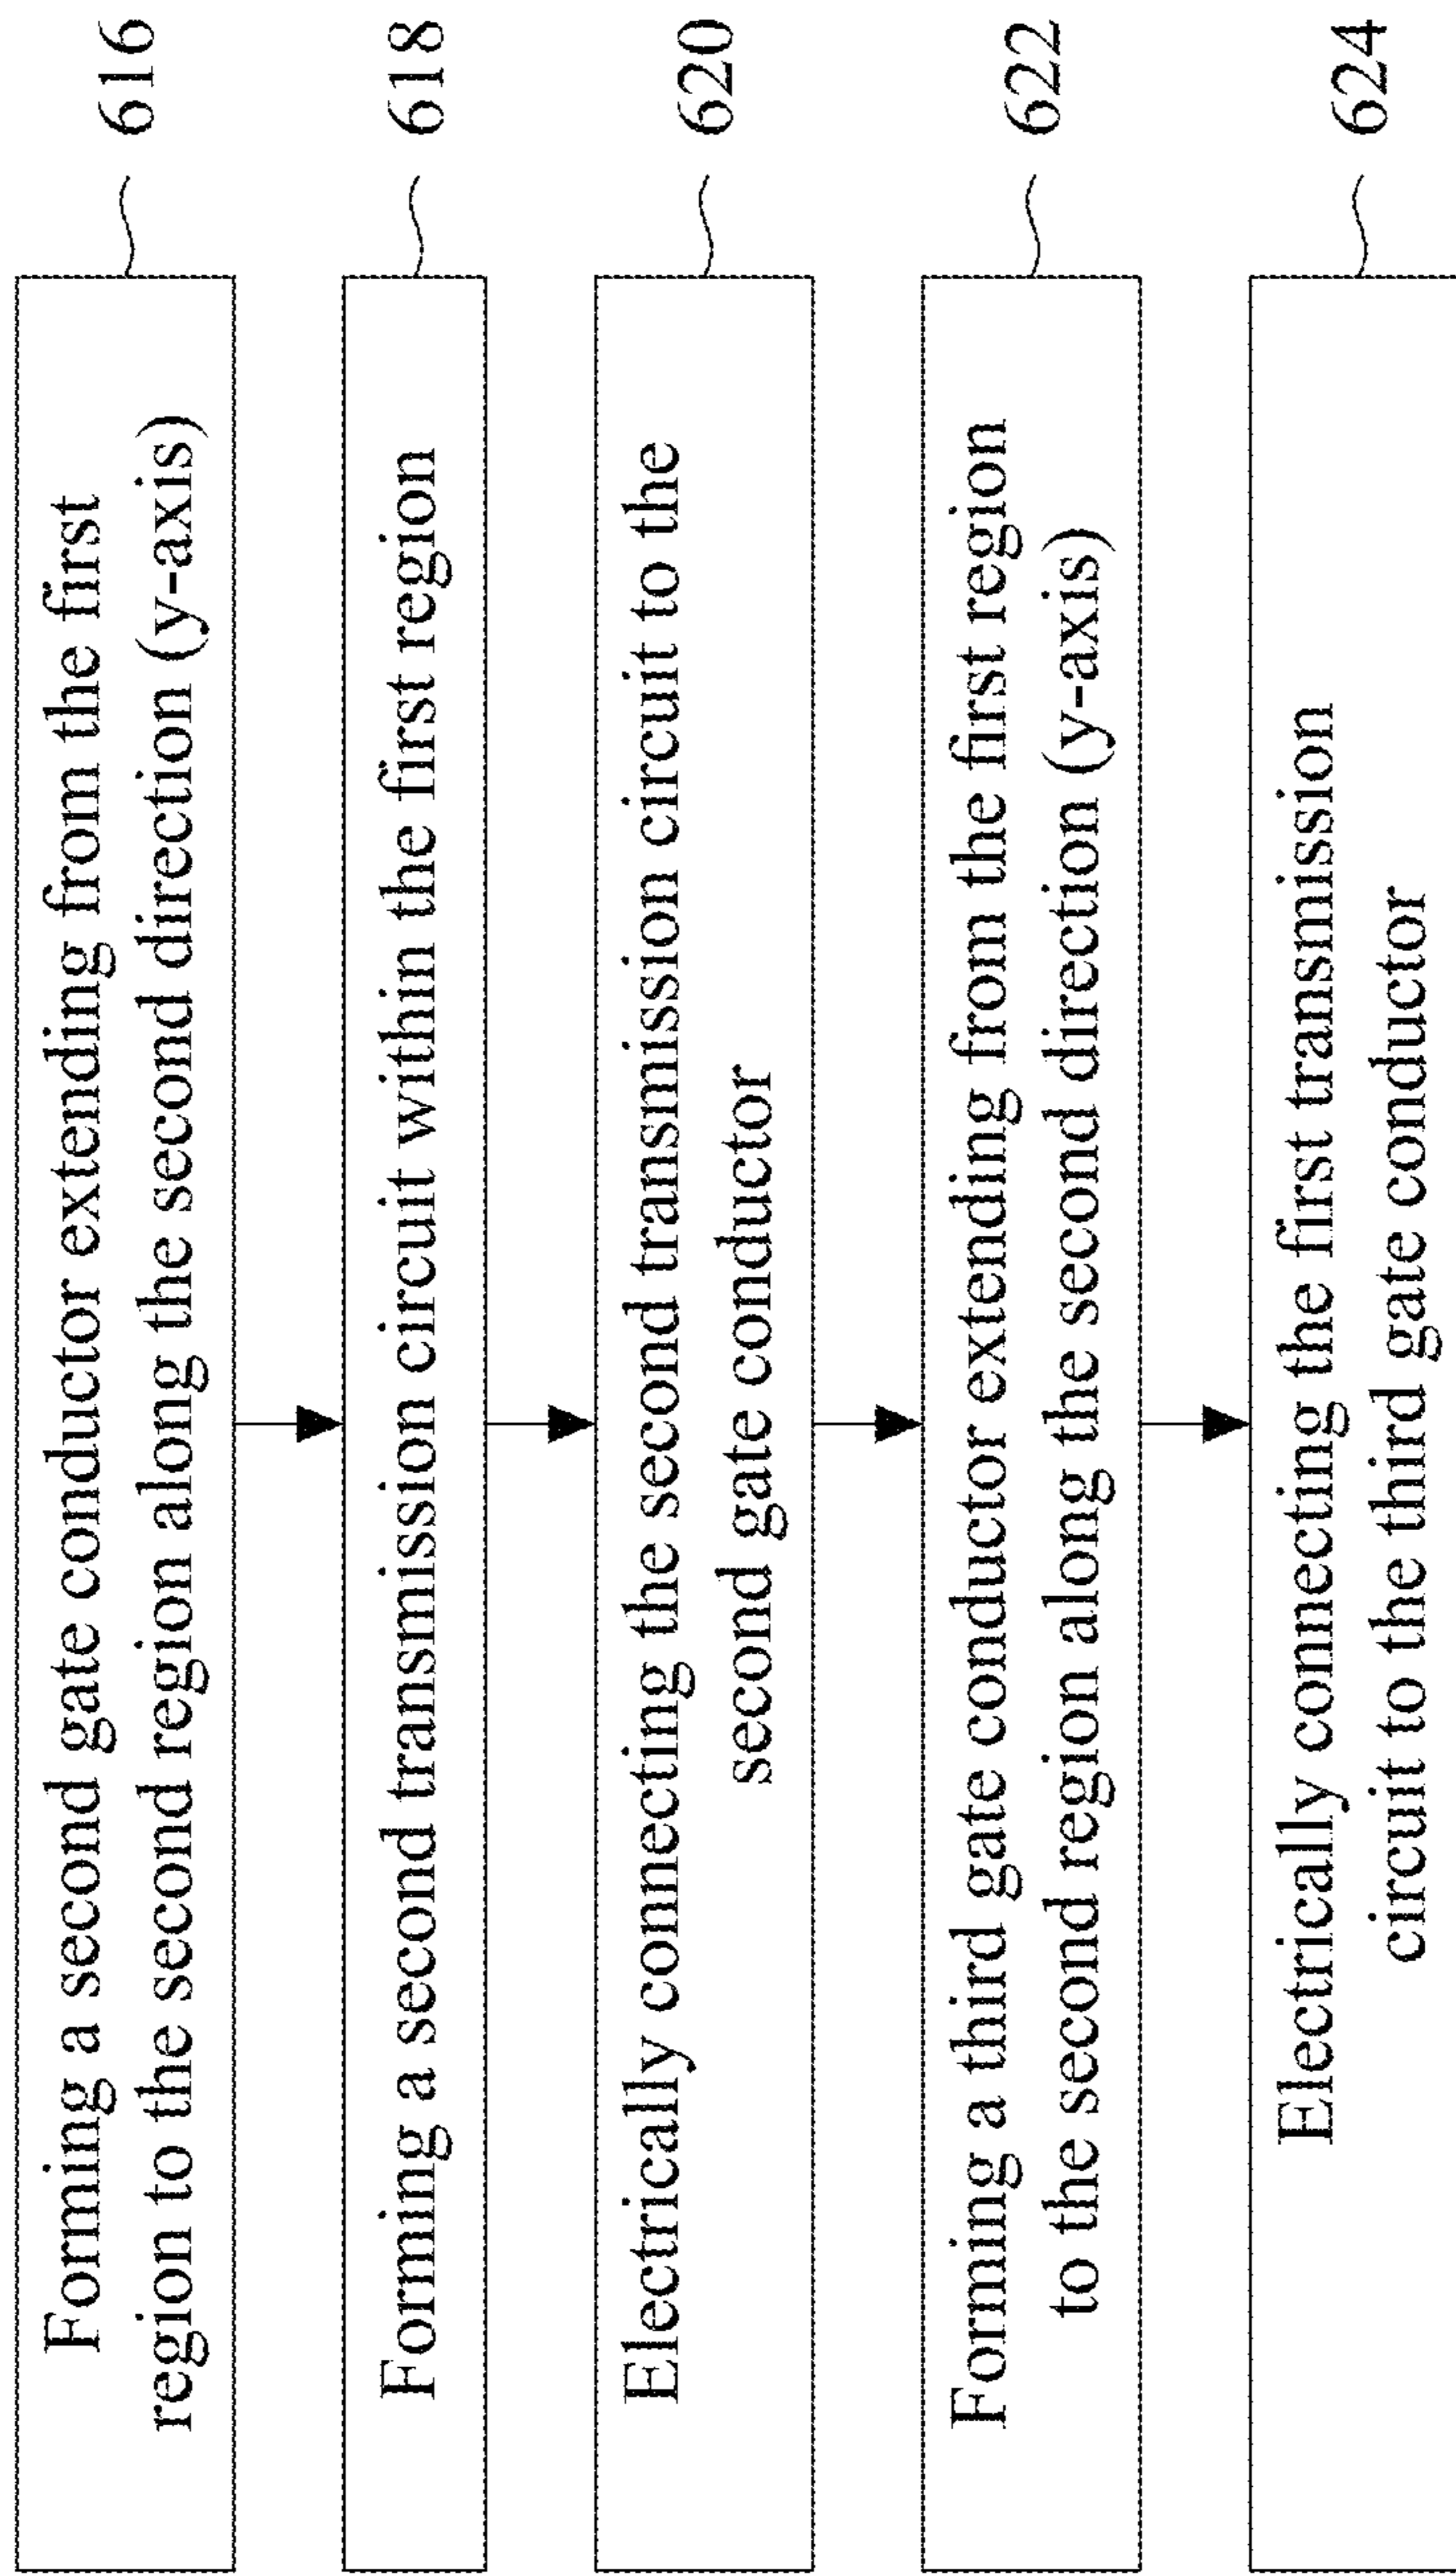 Forming a second gate conductor extending from the first
region to the second region along the second direction (y-axis)
616
Forming a second transmission circuit within the first region
618
Electrically connecting the second transmission circuit to the
second gate conductor
620
Forming a third gate conductor extending from the first region
to the second region along the second direction (y-axis)
622
Electrically connecting the first transmission
circuit to the third gate conductor
624